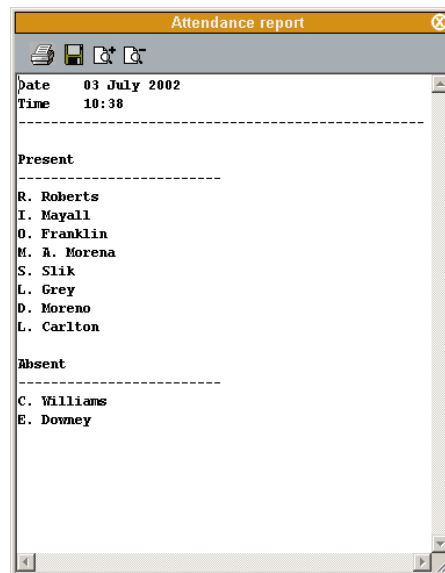 Attendance report
Date 03 July 2002
Time 10:38
--------------------------------------------------
Present
-------------------------
R. Roberts
I. Mayall
O. Franklin
M. A. Morena
S. Slik
L. Grey
D. Moreno
L. Carlton
Absent
-------------------------
C. Williams
E. Downey